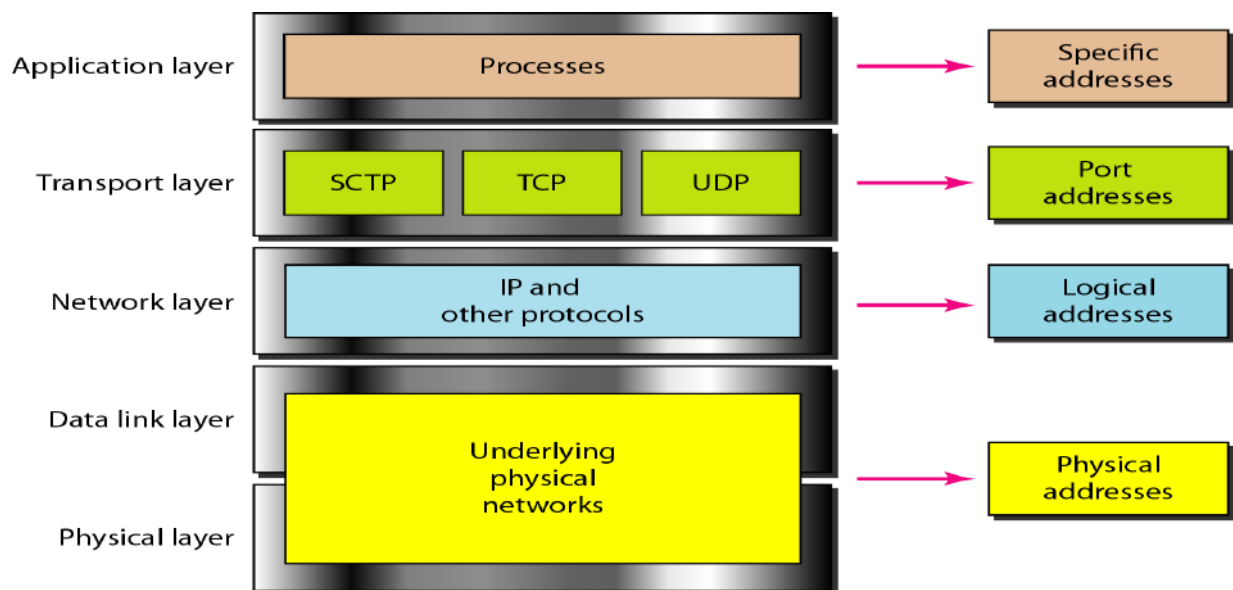 Application layer
Processes
Specific
addresses
Transport layer
SCTP
TCP
UDP
Port
addresses
Network layer
IP and
other protocols
Logical
addresses
Data link layer
Underlying
physical
networks
Physical
addresses
Physical layer